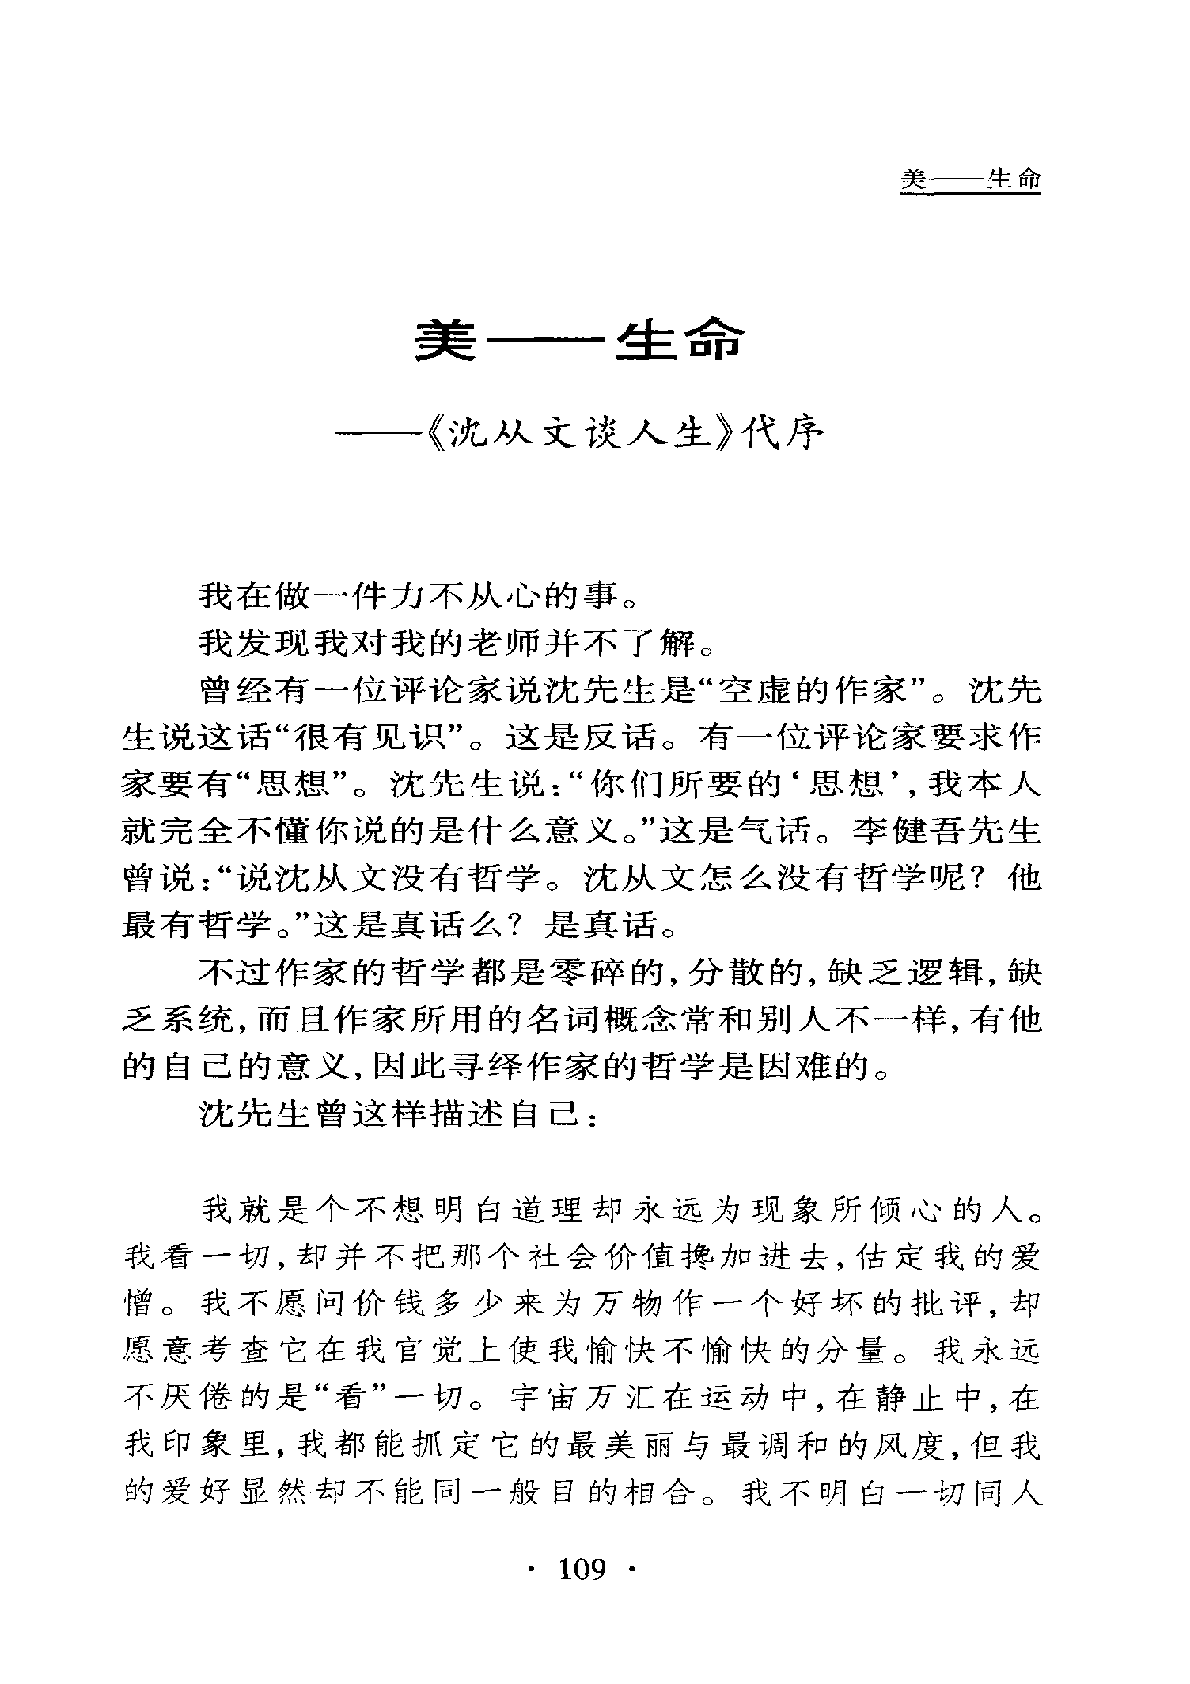 美——生命
美——生命
——《沈从文谈人生》代序
我在做一件力不从心的事。
我发现我对我的老师并不了解。
曾经有一位评论家说沈先生是“空虚的作家”。沈先
生说这话“很有见识”。这是反话。有一位评论家要求作
家要有“思想”。沈先生说：“你们所要的‘思想’，我本人
就完全不懂你说的是什么意义。”这是气话。李健吾先生
曾说：“说沈从文没有哲学。沈从文怎么没有哲学呢？他
最有哲学。”这是真话么？是真话。
不过作家的哲学都是零碎的，分散的，缺乏逻辑，缺
乏系统，而且作家所用的名词概念常和别人不一样，有他
的自己的意义，因此寻绎作家的哲学是困难的。
沈先生曾这样描述自己：
我就是个不想明白道理却永远为现象所倾心的人。
我看一切，却并不把那个社会价值搀加进去，估定我的爱
憎。我不愿问价钱多少来为万物作一个好坏的批评，却
愿意考查它在我官觉上使我愉快不愉快的分量。我永远
不厌倦的是“看”一切。宇宙万汇在运动中，在静止中，在
我印象里，我都能抓定它的最美丽与最调和的风度，但我
的爱好显然却不能同一般目的相合。我不明白一切同人
· 109 ·